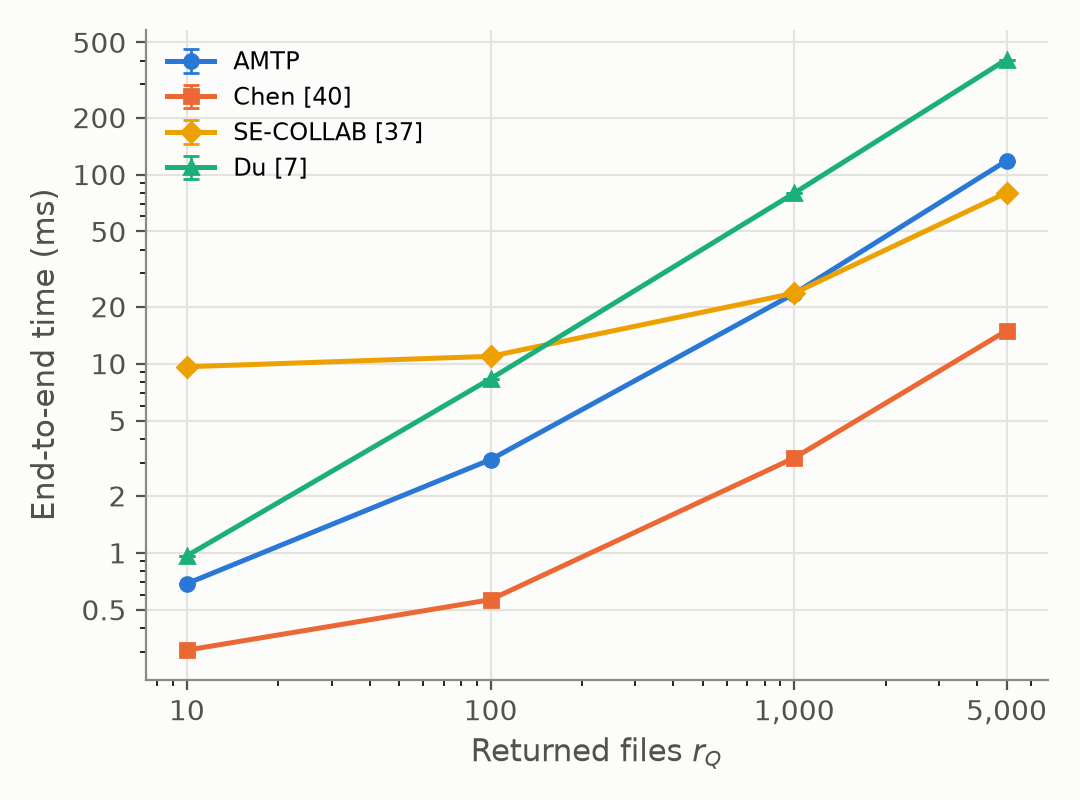 500
200
100
50
20
10
5
2
1
0.5
End-to-end time (ms)
AMTP
Chen [40]
SE-COLLAB [37]
Du [7]
10
100
1,000
5,000
Returned files r_Q